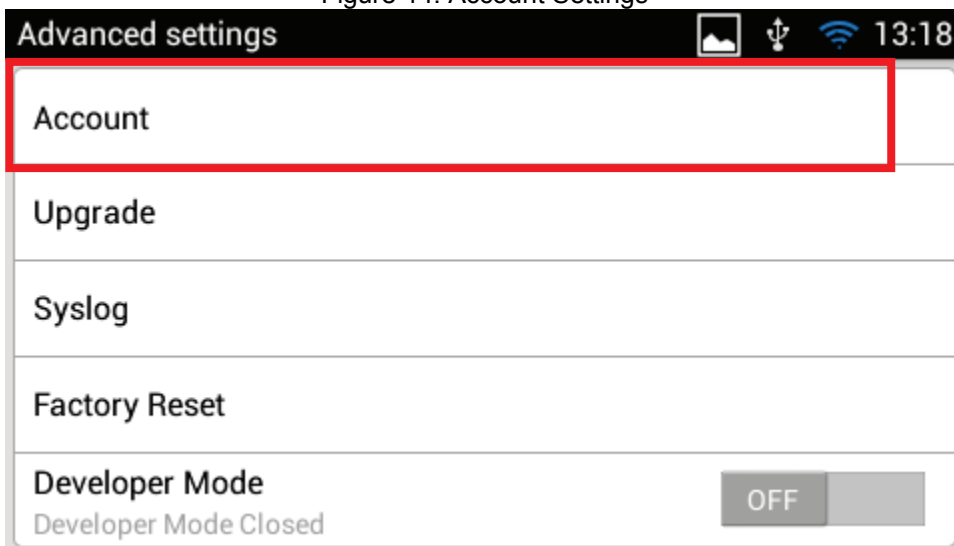 Advanced settings 13:18
Account
Upgrade
Syslog
Factory Reset
Developer Mode
OFF
Developer Mode Closed